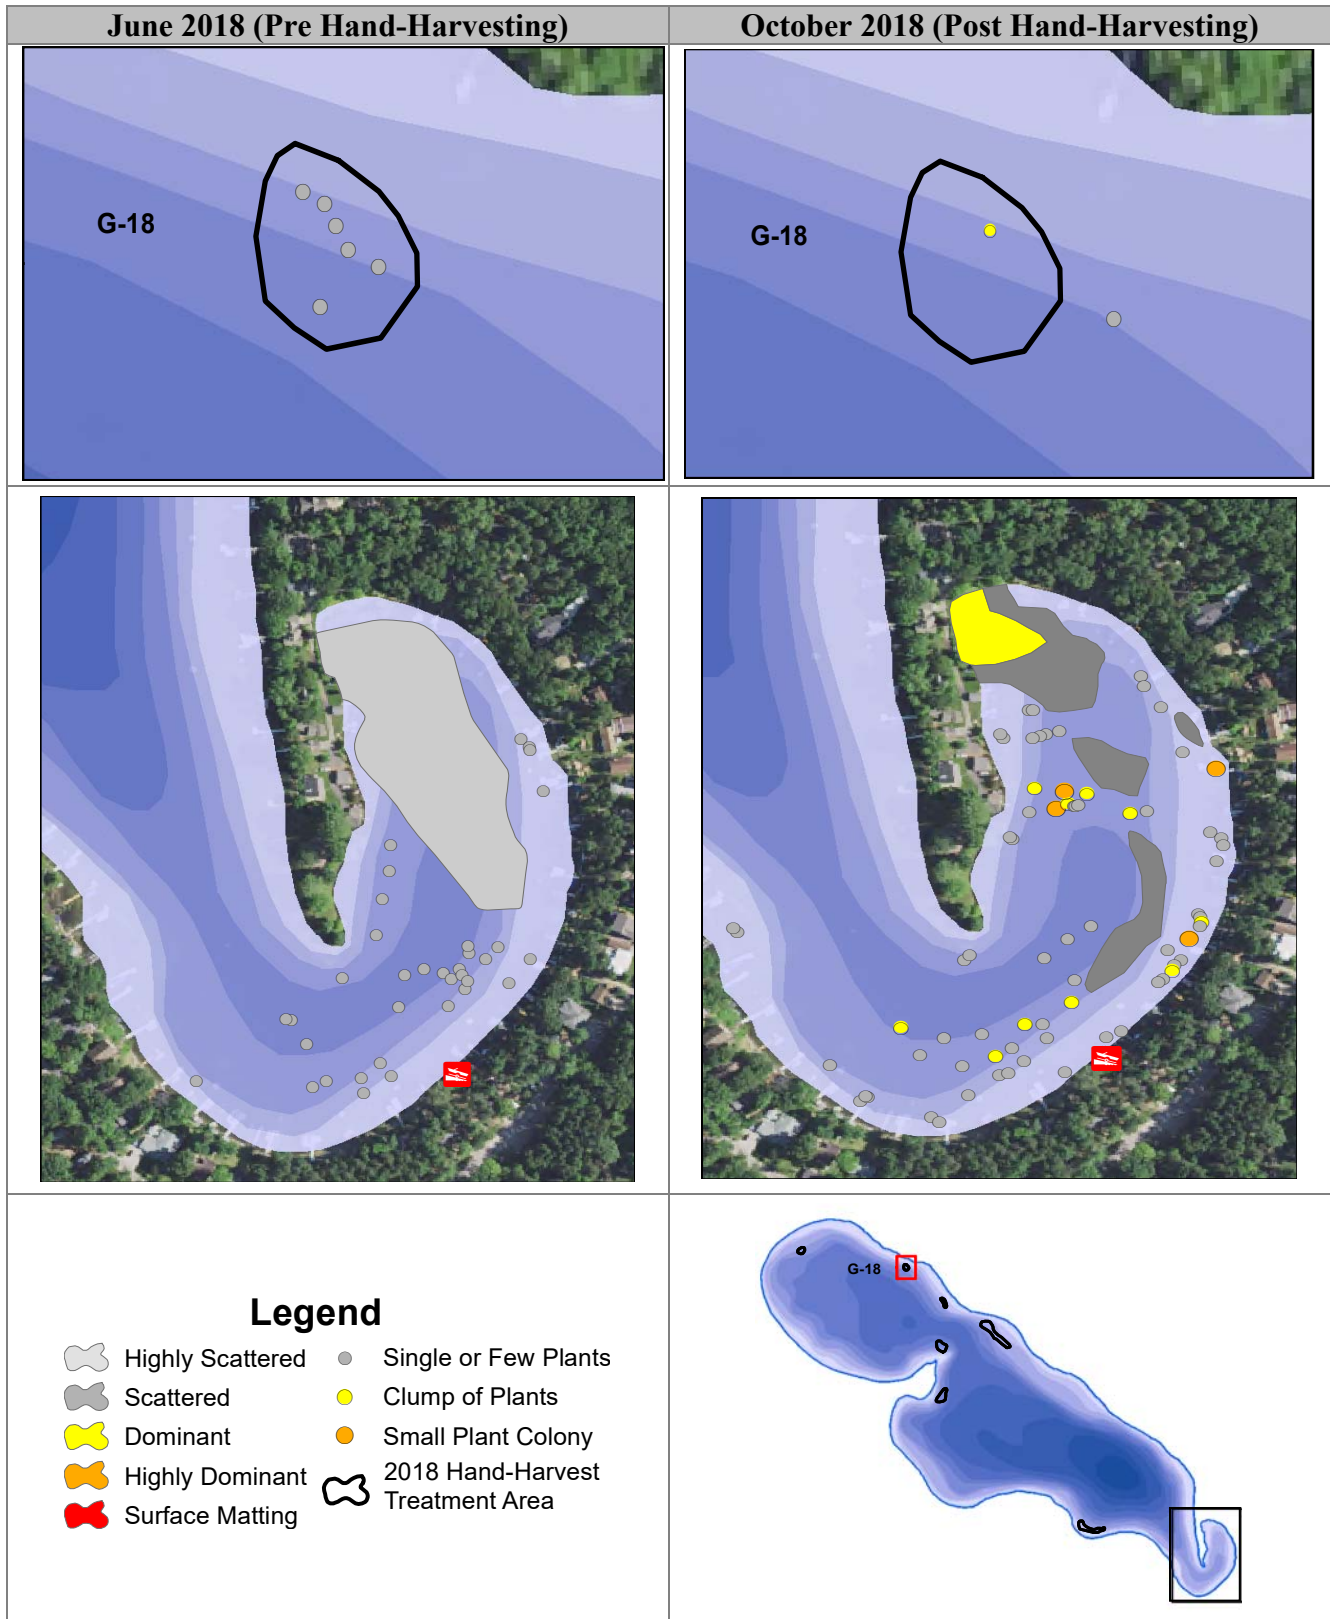 June 2018 (Pre Hand-Harvesting)
October 2018 (Post Hand-Harvesting)
G-18
G-18
Legend
Highly Scattered
Scattered
Dominant
Highly Dominant
Surface Matting
Single or Few Plants
Clump of Plants
Small Plant Colony
2018 Hand-Harvest
Treatment Area
G-18